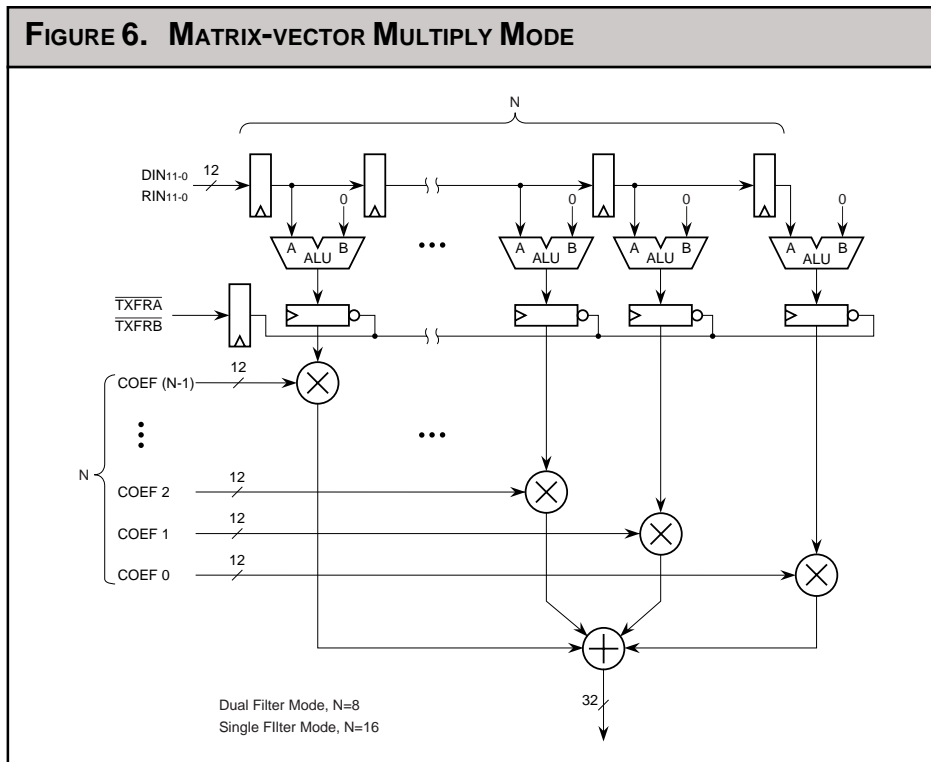 FIGURE 6. MATRIX-VECTOR MULTIPLY MODE
N
DIN11-0
RIN11-0
12
0
0
0
0
A B
ALU
A B
ALU
A B
ALU
A B
ALU
TXFRA
TXFRB
N
COEF (N-1)
12
COEF 2
12
COEF 1
12
COEF 0
12
32
Dual Filter Mode, N=8
Single FIlter Mode, N=16